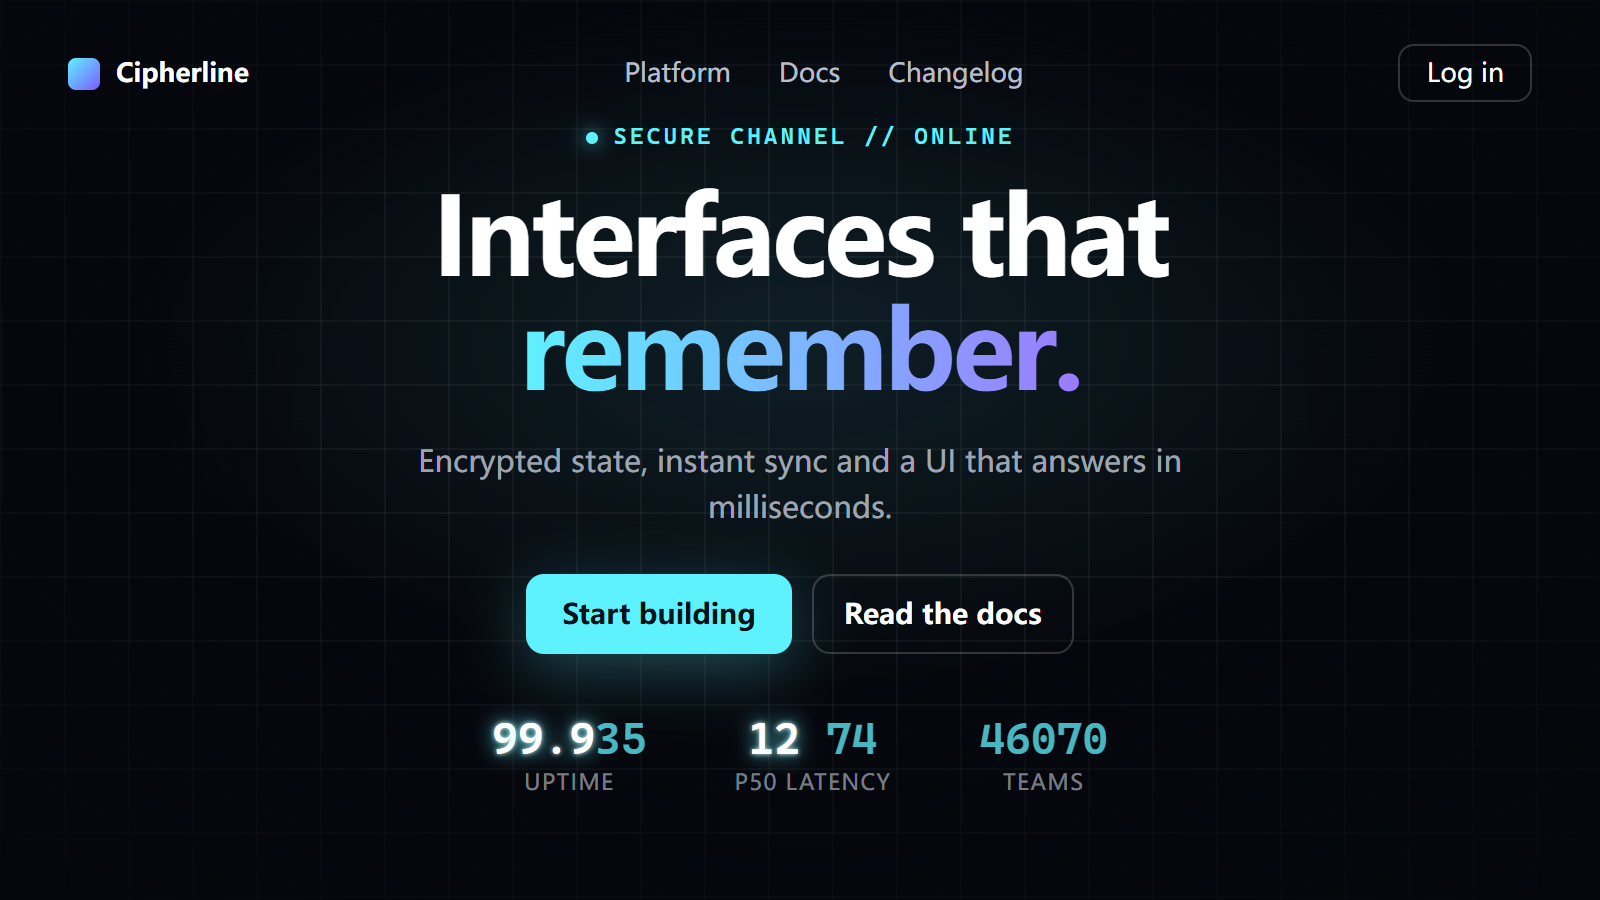 Cipherline
Platform
Docs
Changelog
Log in
SECURE CHANNEL // ONLINE
Interfaces that
remember.
Encrypted state, instant sync and a UI that answers in
milliseconds.
Start building
Read the docs
99.935
12 74
46070
UPTIME
P50 LATENCY
TEAMS